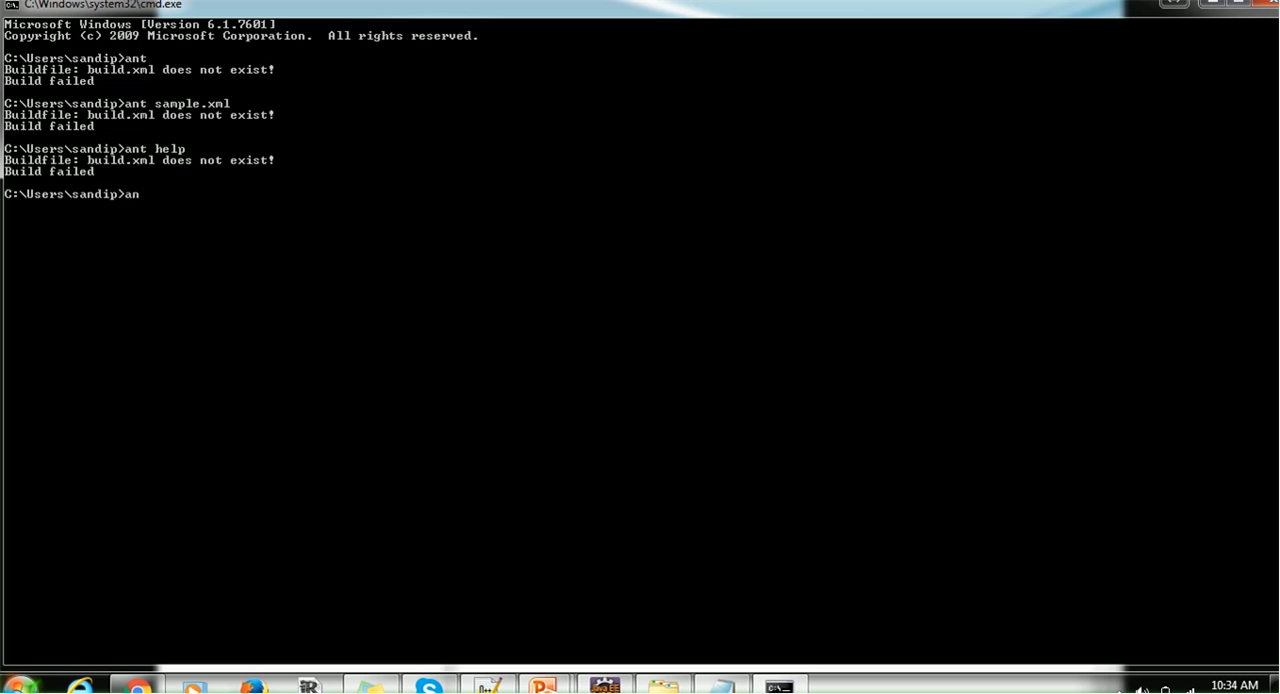 C:\Windows\system32\cmd.exe
Microsoft Windows [Version 6.1.7601]
Copyright (c) 2009 Microsoft Corporation.  All rights reserved.
C:\Users\sandip>ant
Buildfile: build.xml does not exist!
Build failed
C:\Users\sandip>ant sample.xml
Buildfile: build.xml does not exist!
Build failed
C:\Users\sandip>ant help
Buildfile: build.xml does not exist!
Build failed
C:\Users\sandip>an
10:34 AM